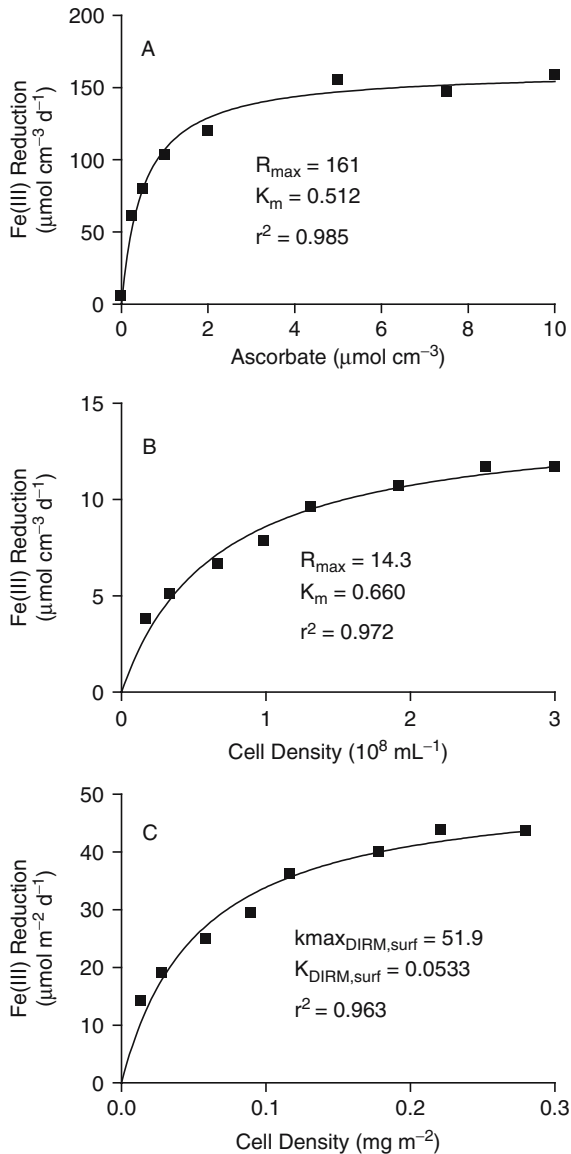 A
Fe(III) Reduction
(μmol cm⁻³ d⁻¹)
200
150
100
50
0
R_max = 161
K_m = 0.512
r² = 0.985
0 2 4 6 8 10
Ascorbate (μmol cm⁻³)
B
Fe(III) Reduction
(μmol cm⁻³ d⁻¹)
15
10
5
0
R_max = 14.3
K_m = 0.660
r² = 0.972
0 1 2 3
Cell Density (10⁸ mL⁻¹)
C
Fe(III) Reduction
(μmol m⁻² d⁻¹)
50
40
30
20
10
0
kmax_DIRM,surf = 51.9
K_DIRM,surf = 0.0533
r² = 0.963
0.0 0.1 0.2 0.3
Cell Density (mg m⁻²)